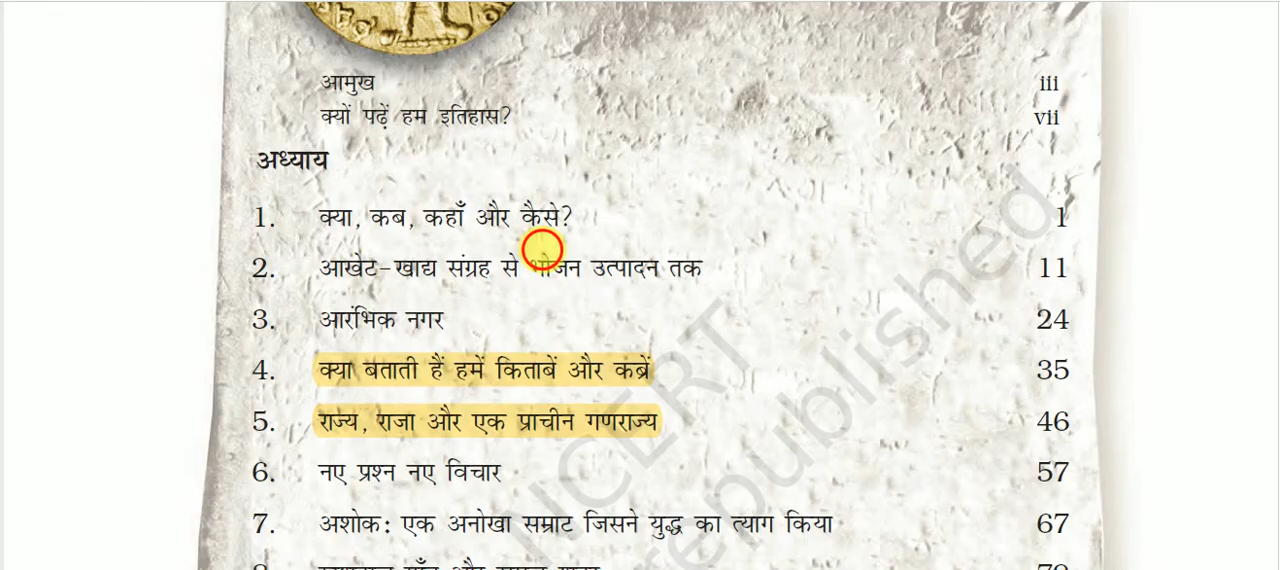 आमुख iii
क्यों पढ़ें हम इतिहास? vii
अध्याय
1. क्या, कब, कहाँ और कैसे? 1
2. आखेट-खाद्य संग्रह से भोजन उत्पादन तक 11
3. आरंभिक नगर 24
4. क्या बताती हैं हमें किताबें और कब्रें 35
5. राज्य, राजा और एक प्राचीन गणराज्य 46
6. नए प्रश्न नए विचार 57
7. अशोक: एक अनोखा सम्राट जिसने युद्ध का त्याग किया 67
NCERT
republished